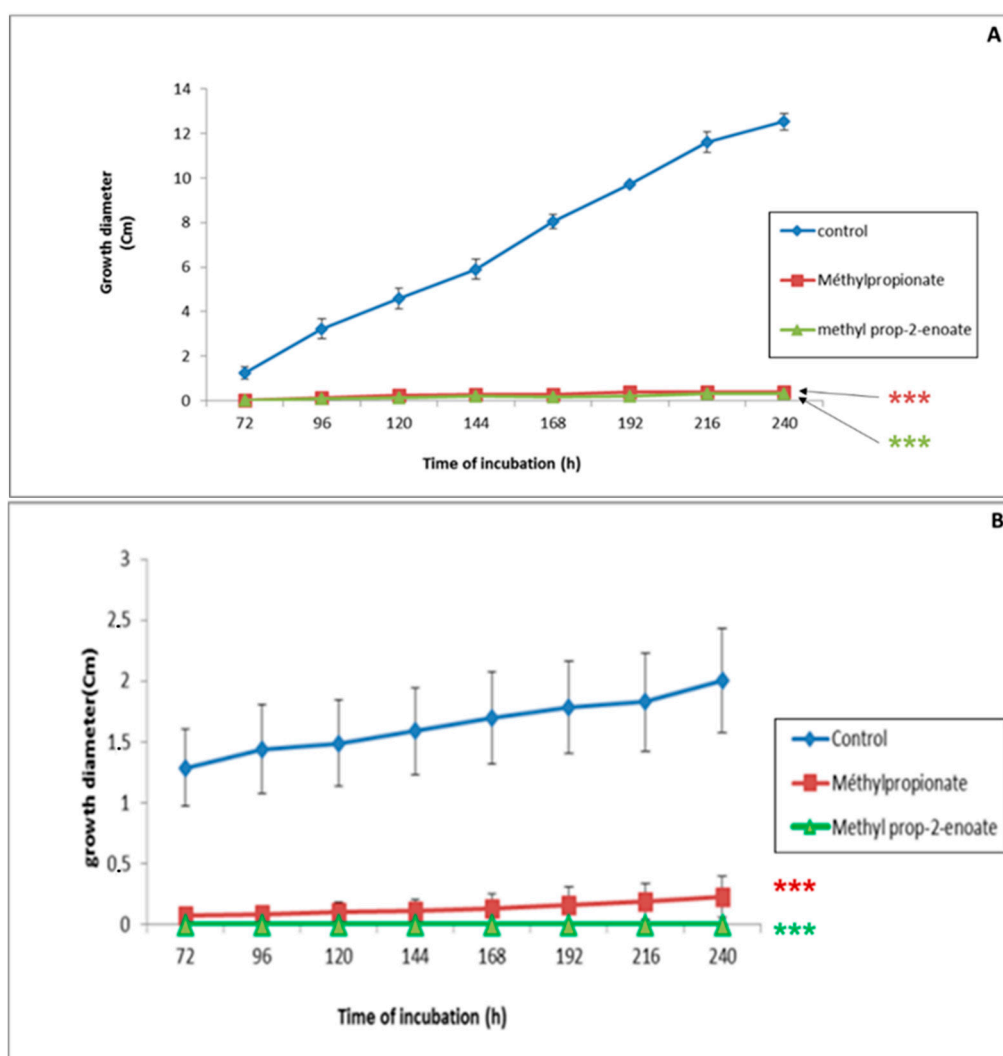 A
14
12
10
8
6
4
2
0
Growth diameter
(Cm)
72 96 120 144 168 192 216 240
Time of incubation (h)
control
Méthylpropionate
methyl prop-2-enoate
***
***
B
3
2.5
2
1.5
1
0.5
0
growth diameter(Cm)
72 96 120 144 168 192 216 240
Time of incubation (h)
Control
Méthylpropionate
Methyl prop-2-enoate
***
***